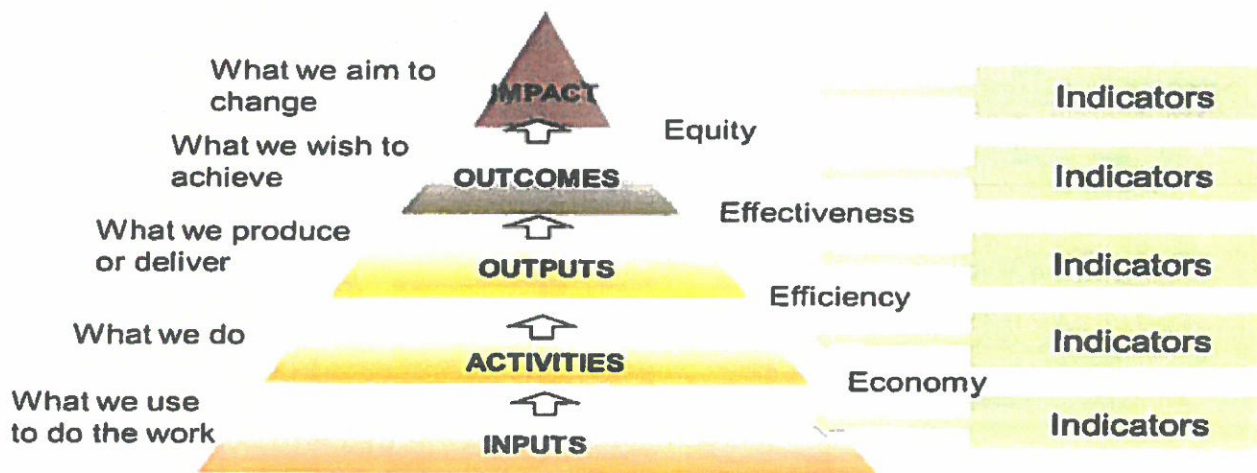 What we aim to
change
IMPACT
Indicators
Equity
What we wish to
achieve
OUTCOMES
Indicators
Effectiveness
What we produce
or deliver
OUTPUTS
Indicators
Efficiency
What we do
ACTIVITIES
Indicators
Economy
What we use
to do the work
INPUTS
Indicators